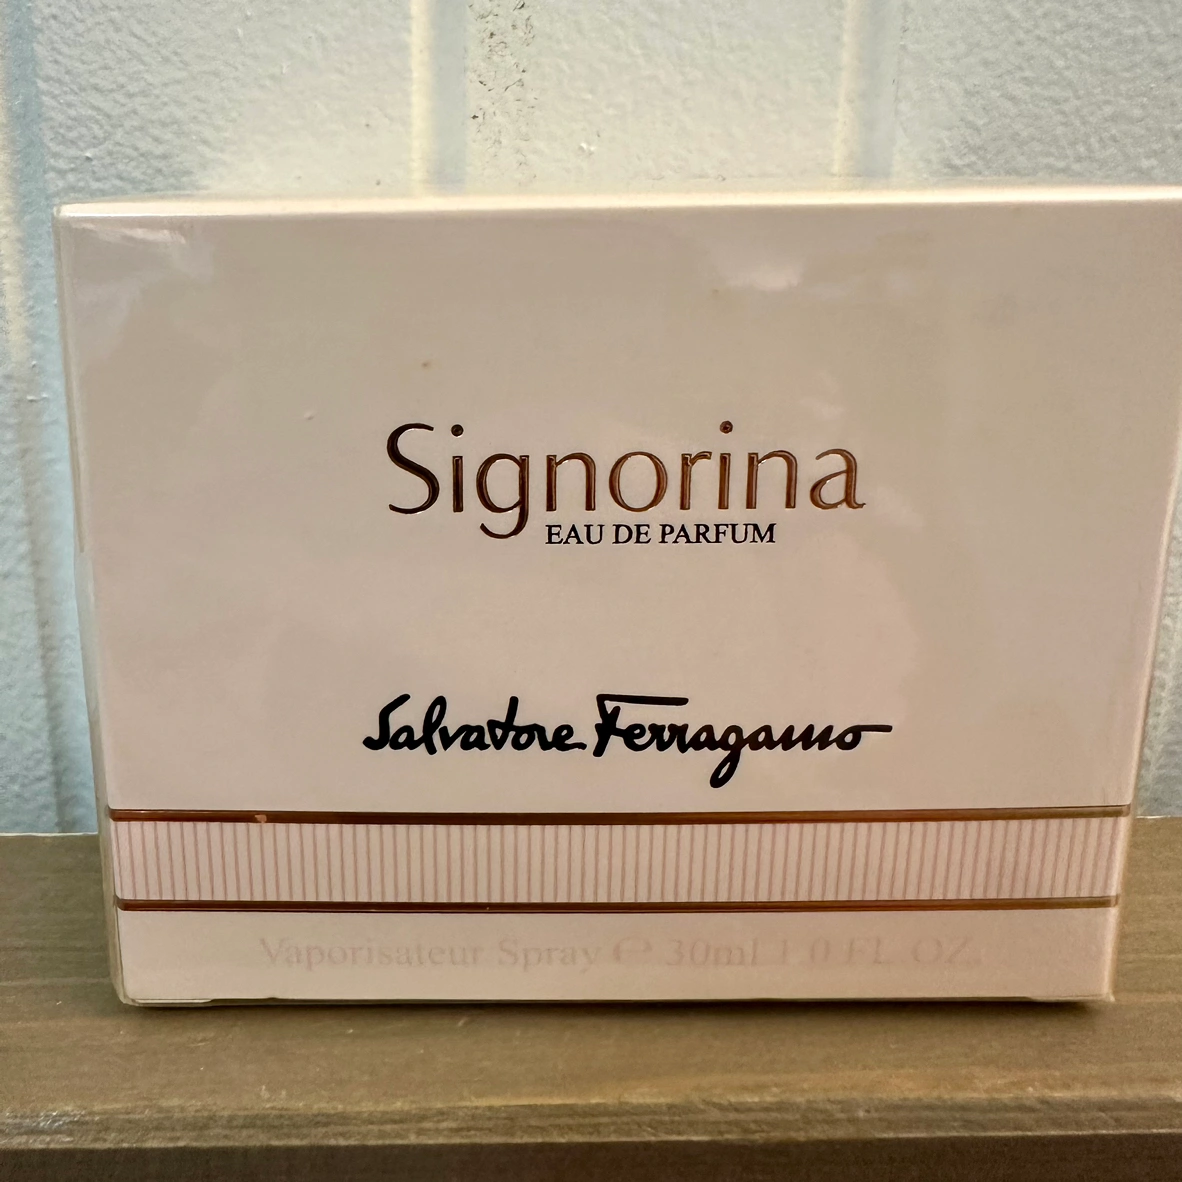 Signorina
EAU DE PARFUM
Salvatore Ferragamo
Vaporisateur Spray ℮ 30ml 1.0 FL. OZ.